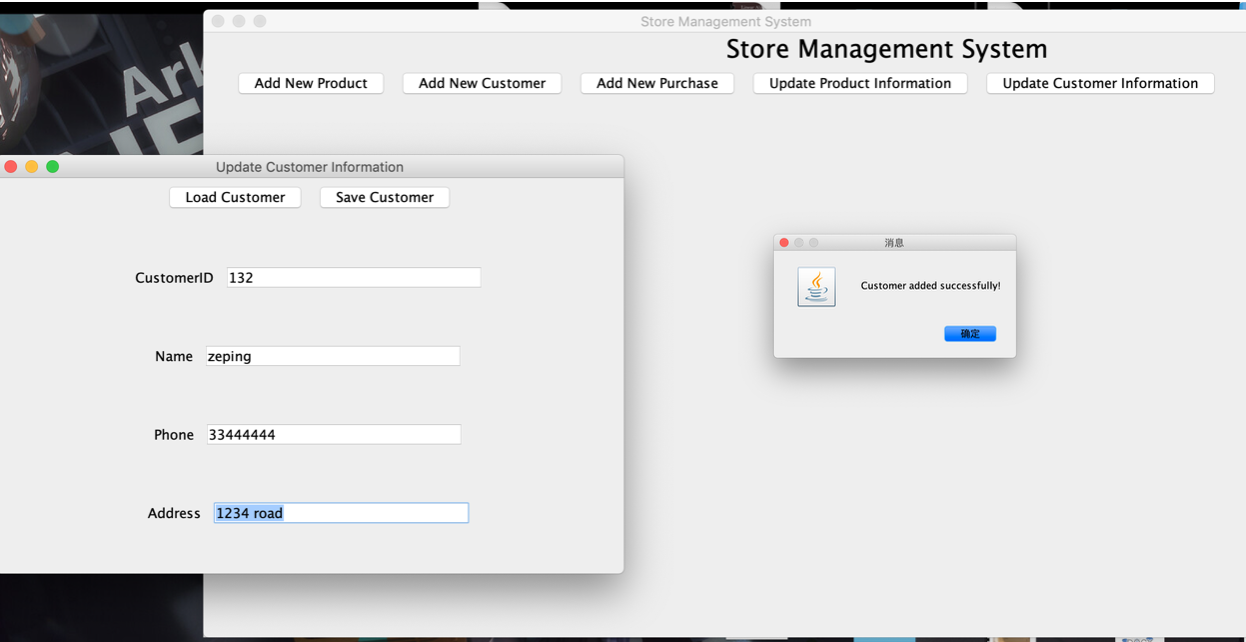 Store Management System
Store Management System
Add New Product Add New Customer Add New Purchase Update Product Information Update Customer Information
Update Customer Information
Load Customer Save Customer
CustomerID 132
Name zeping
Phone 33444444
Address 1234 road
消息
Customer added successfully!
确定